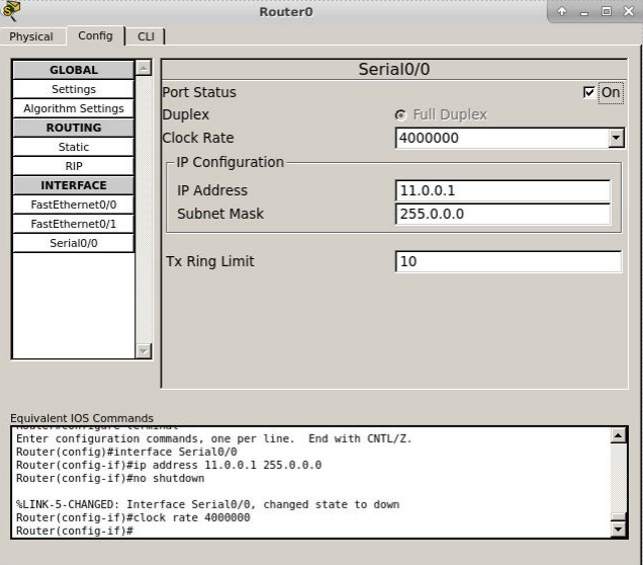 Router0
Physical Config CLI
GLOBAL
Settings
Algorithm Settings
ROUTING
Static
RIP
INTERFACE
FastEthernet0/0
FastEthernet0/1
Serial0/0
Serial0/0
Port Status On
Duplex Full Duplex
Clock Rate 4000000
IP Configuration
IP Address 11.0.0.1
Subnet Mask 255.0.0.0
Tx Ring Limit 10
Equivalent IOS Commands
Router#configure terminal
Enter configuration commands, one per line. End with CNTL/Z.
Router(config)#interface Serial0/0
Router(config-if)#ip address 11.0.0.1 255.0.0.0
Router(config-if)#no shutdown
%LINK-5-CHANGED: Interface Serial0/0, changed state to down
Router(config-if)#clock rate 4000000
Router(config-if)#